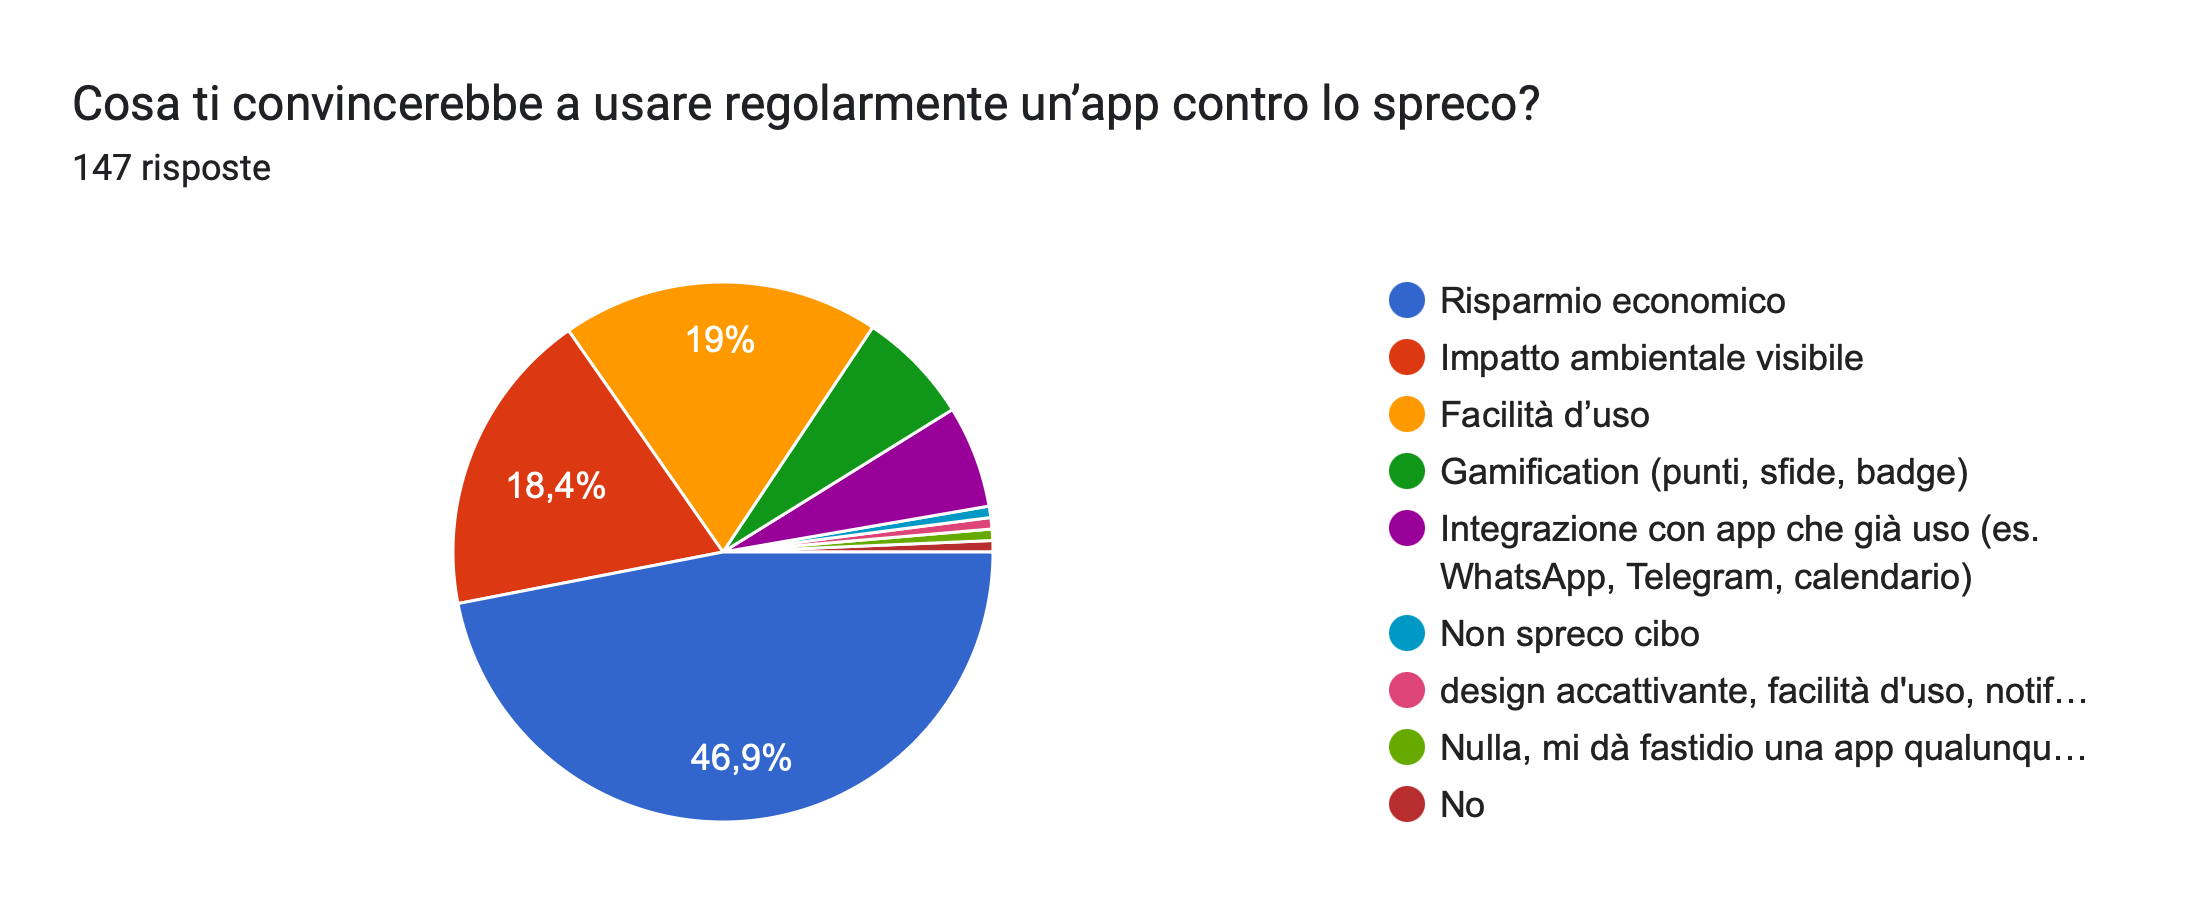 Cosa ti convincerebbe a usare regolarmente un’app contro lo spreco?
147 risposte
19%
18,4%
46,9%
Risparmio economico
Impatto ambientale visibile
Facilità d’uso
Gamification (punti, sfide, badge)
Integrazione con app che già uso (es.
WhatsApp, Telegram, calendario)
Non spreco cibo
design accattivante, facilità d'uso, notif…
Nulla, mi dà fastidio una app qualunqu…
No